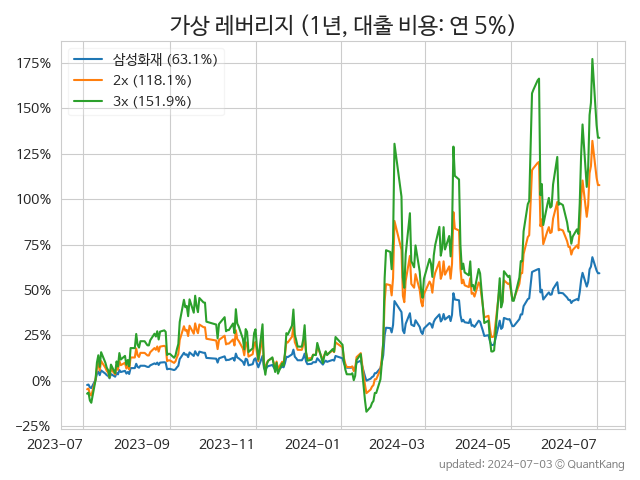 가상 레버리지 (1년, 대출 비용: 연 5%)
삼성화재 (63.1%)
2x (118.1%)
3x (151.9%)
175%
150%
125%
100%
75%
50%
25%
0%
−25%
2023-07 2023-09 2023-11 2024-01 2024-03 2024-05 2024-07
updated: 2024-07-03 © QuantKang